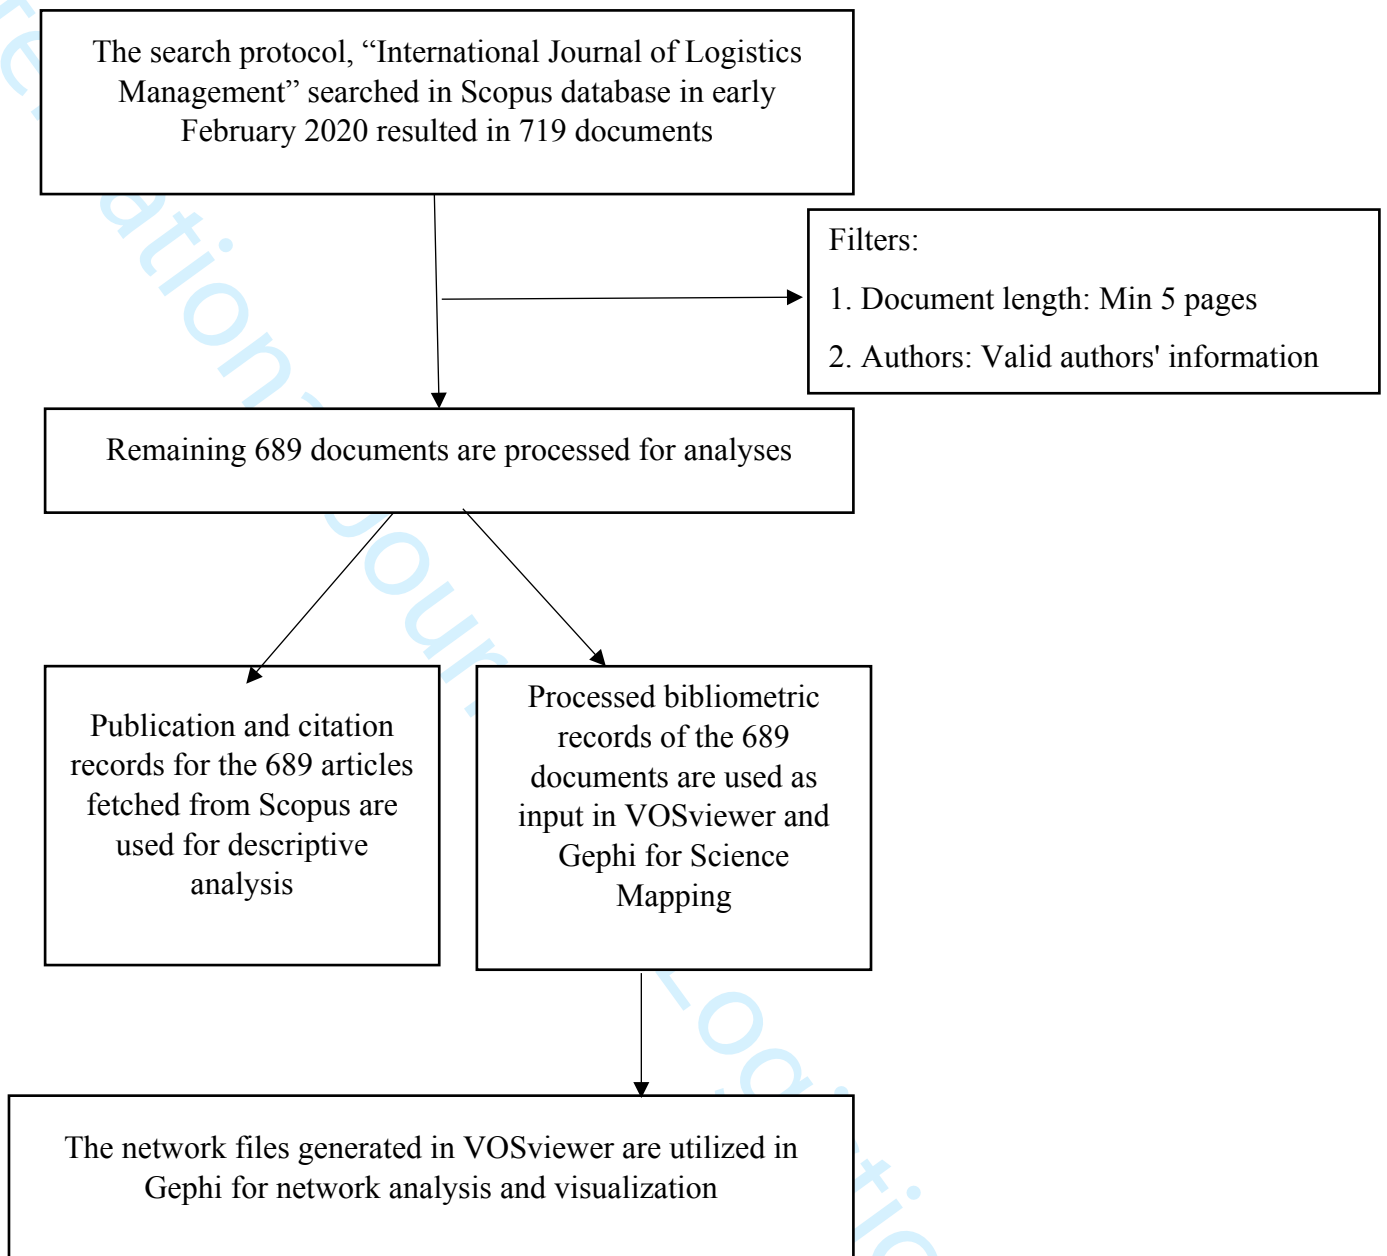 The search protocol, “International Journal of Logistics
Management” searched in Scopus database in early
February 2020 resulted in 719 documents
Filters:
1. Document length: Min 5 pages
2. Authors: Valid authors' information
Remaining 689 documents are processed for analyses
Publication and citation
records for the 689 articles
fetched from Scopus are
used for descriptive
analysis
Processed bibliometric
records of the 689
documents are used as
input in VOSviewer and
Gephi for Science
Mapping
The network files generated in VOSviewer are utilized in
Gephi for network analysis and visualization